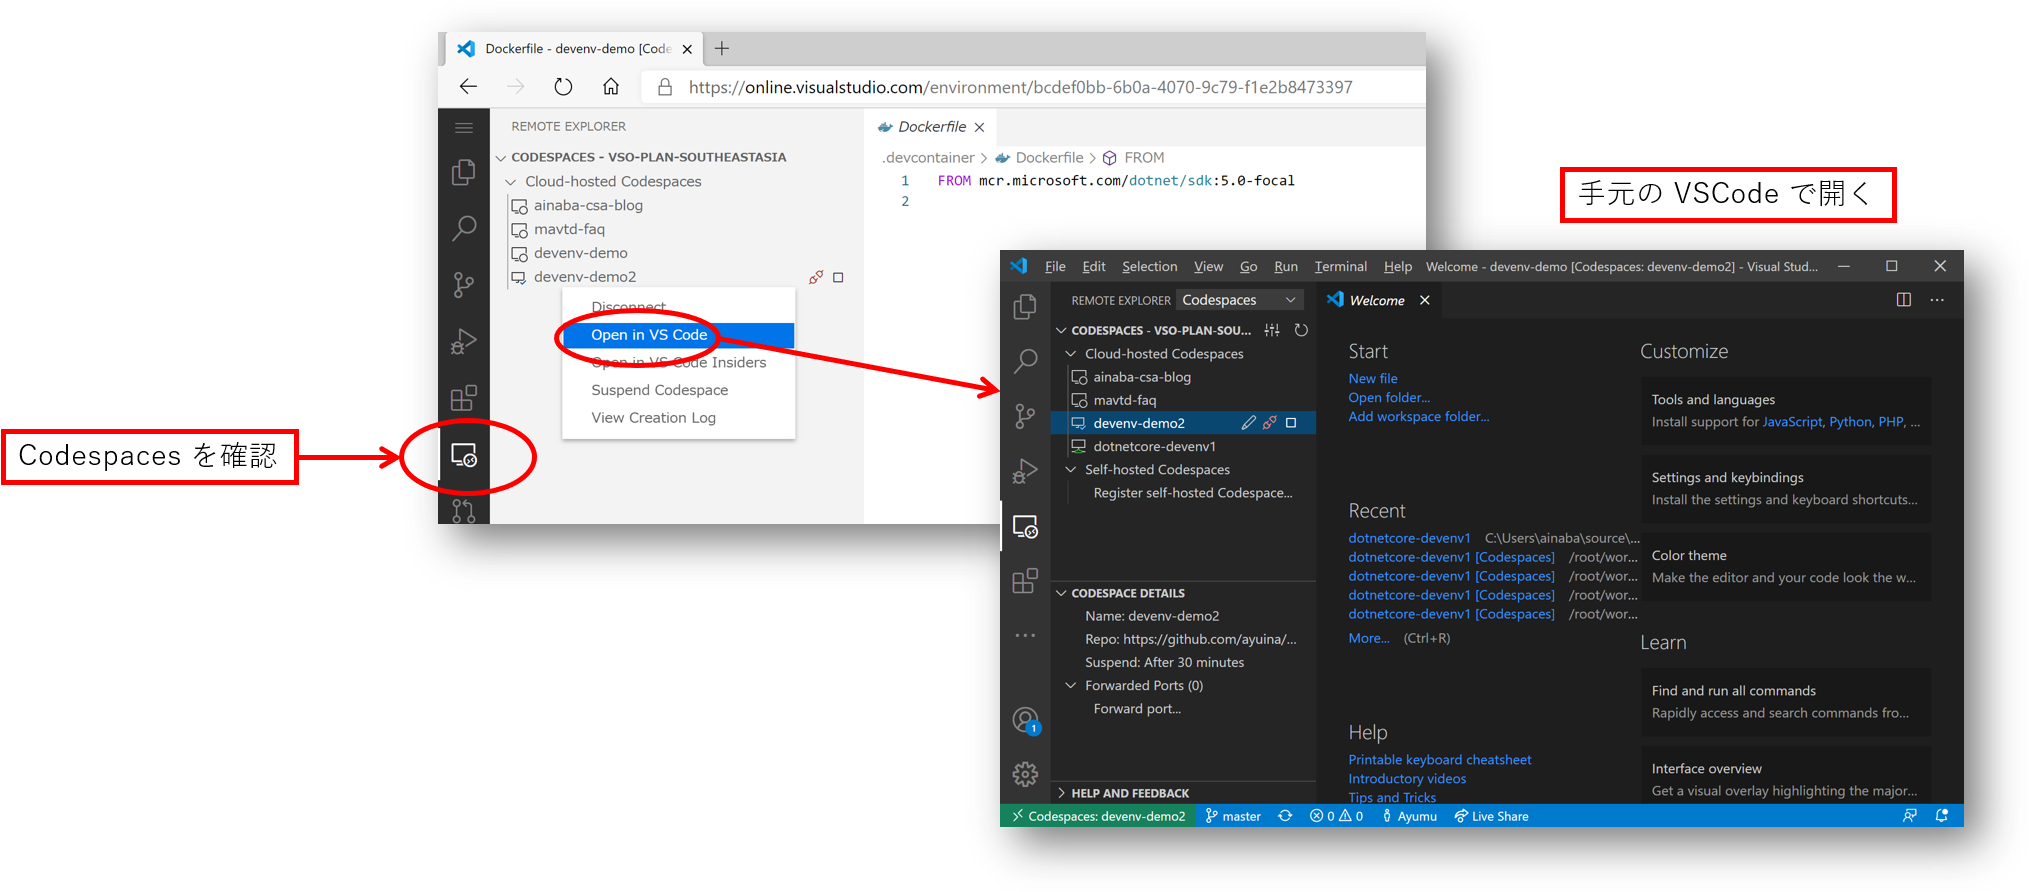 Dockerfile - devenv-demo [Code
https://online.visualstudio.com/environment/bcdef0bb-6b0a-4070-9c79-f1e2b8473397
REMOTE EXPLORER
CODESPACES - VSO-PLAN-SOUTHEASTASIA
Cloud-hosted Codespaces
ainaba-csa-blog
mavtd-faq
devenv-demo
devenv-demo2
Disconnect
Open in VS Code
Open in VS Code Insiders
Suspend Codespace
View Creation Log
Dockerfile
.devcontainer > Dockerfile > FROM
1 FROM mcr.microsoft.com/dotnet/sdk:5.0-focal
2
Codespaces を確認
手元の VSCode で開く
File Edit Selection View Go Run Terminal Help Welcome - devenv-demo [Codespaces: devenv-demo2] - Visual Stud...
REMOTE EXPLORER Codespaces
CODESPACES - VSO-PLAN-SOU...
Cloud-hosted Codespaces
ainaba-csa-blog
mavtd-faq
devenv-demo2
dotnetcore-devenv1
Self-hosted Codespaces
Register self-hosted Codespace...
CODESPACE DETAILS
Name: devenv-demo2
Repo: https://github.com/ayuina/...
Suspend: After 30 minutes
Forwarded Ports (0)
Forward port...
HELP AND FEEDBACK
1
Welcome
Start
New file
Open folder...
Add workspace folder...
Recent
dotnetcore-devenv1 C:\Users\ainaba\source\...
dotnetcore-devenv1 [Codespaces] /root/wor...
dotnetcore-devenv1 [Codespaces] /root/wor...
dotnetcore-devenv1 [Codespaces] /root/wor...
dotnetcore-devenv1 [Codespaces] /root/wor...
More... (Ctrl+R)
Help
Printable keyboard cheatsheet
Introductory videos
Tips and Tricks
Customize
Tools and languages
Install support for JavaScript, Python, PHP, ...
Settings and keybindings
Install the settings and keyboard shortcuts...
Color theme
Make the editor and your code look the w...
Learn
Find and run all commands
Rapidly access and search commands fro...
Interface overview
Get a visual overlay highlighting the major...
Codespaces: devenv-demo2 master 0 0 Ayumu Live Share